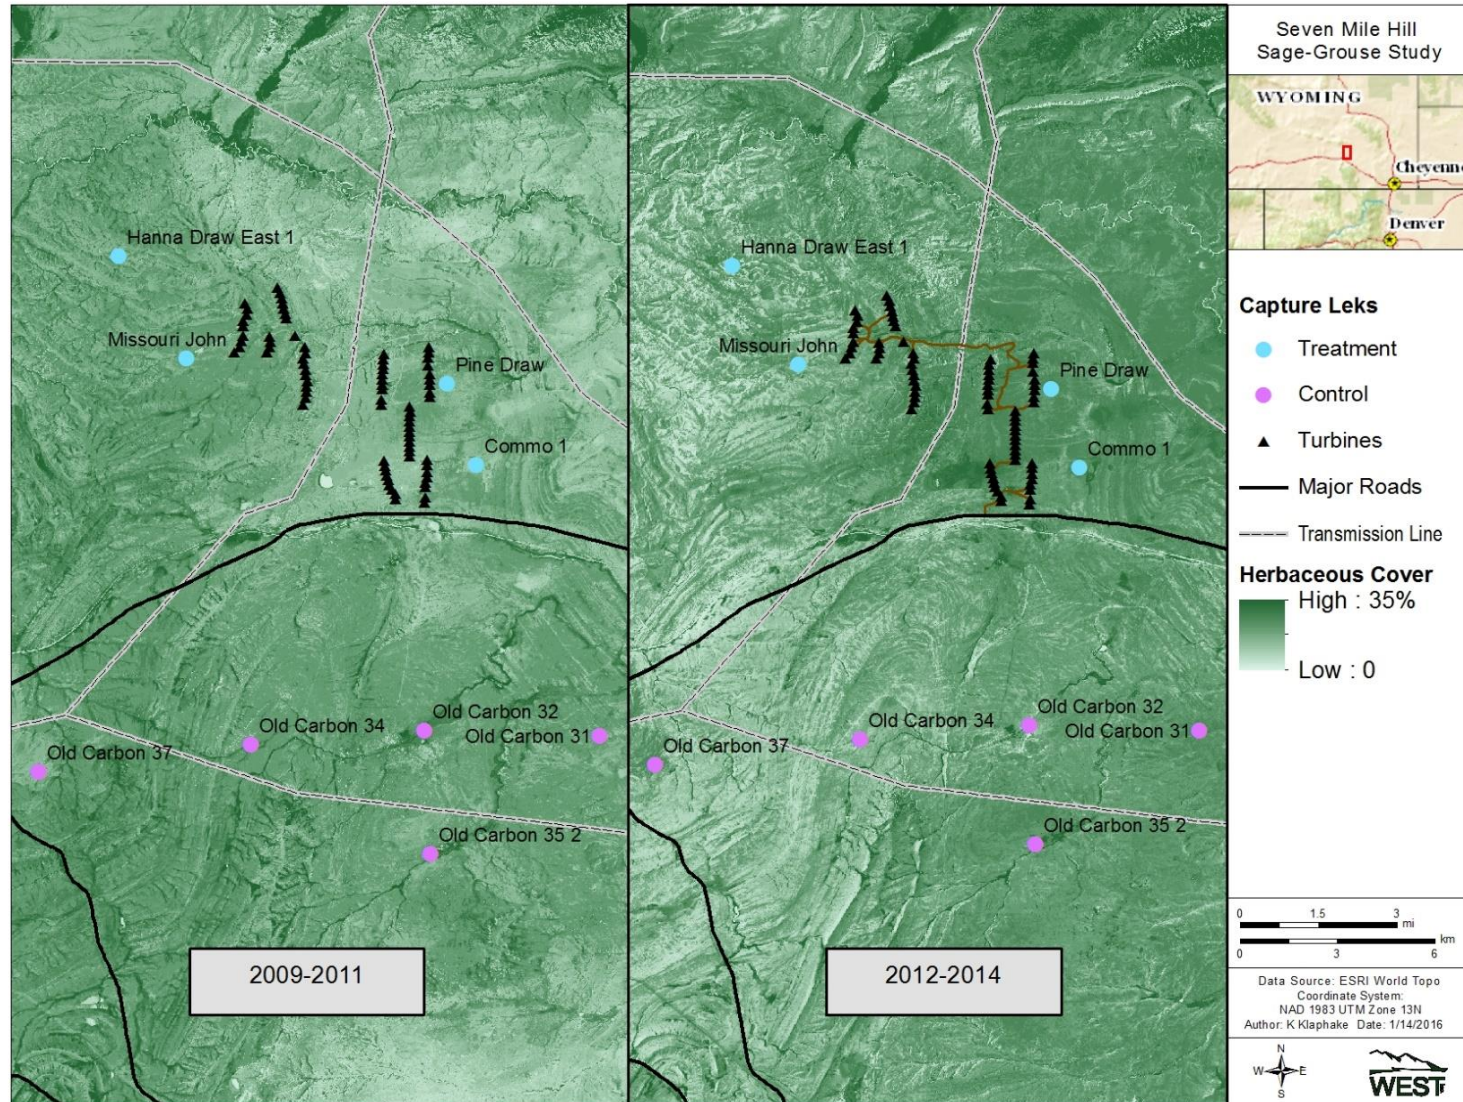 Hanna Draw East 1
Missouri John
Pine Draw
Commo 1
Old Carbon 32
Old Carbon 34
Old Carbon 31
Old Carbon 37
Old Carbon 35 2
2009-2011
Hanna Draw East 1
Missouri John
Pine Draw
Commo 1
Old Carbon 32
Old Carbon 34
Old Carbon 31
Old Carbon 37
Old Carbon 35 2
2012-2014
Seven Mile Hill
Sage-Grouse Study
WYOMING
Cheyenne
Denver
Capture Leks
Treatment
Control
Turbines
Major Roads
Transmission Line
Herbaceous Cover
High : 35%
Low : 0
0 1.5 3 mi
0 3 6 km
Data Source: ESRI World Topo
Coordinate System:
NAD 1983 UTM Zone 13N
Author: K Klaphake Date: 1/14/2016
N
W E
S
WEST